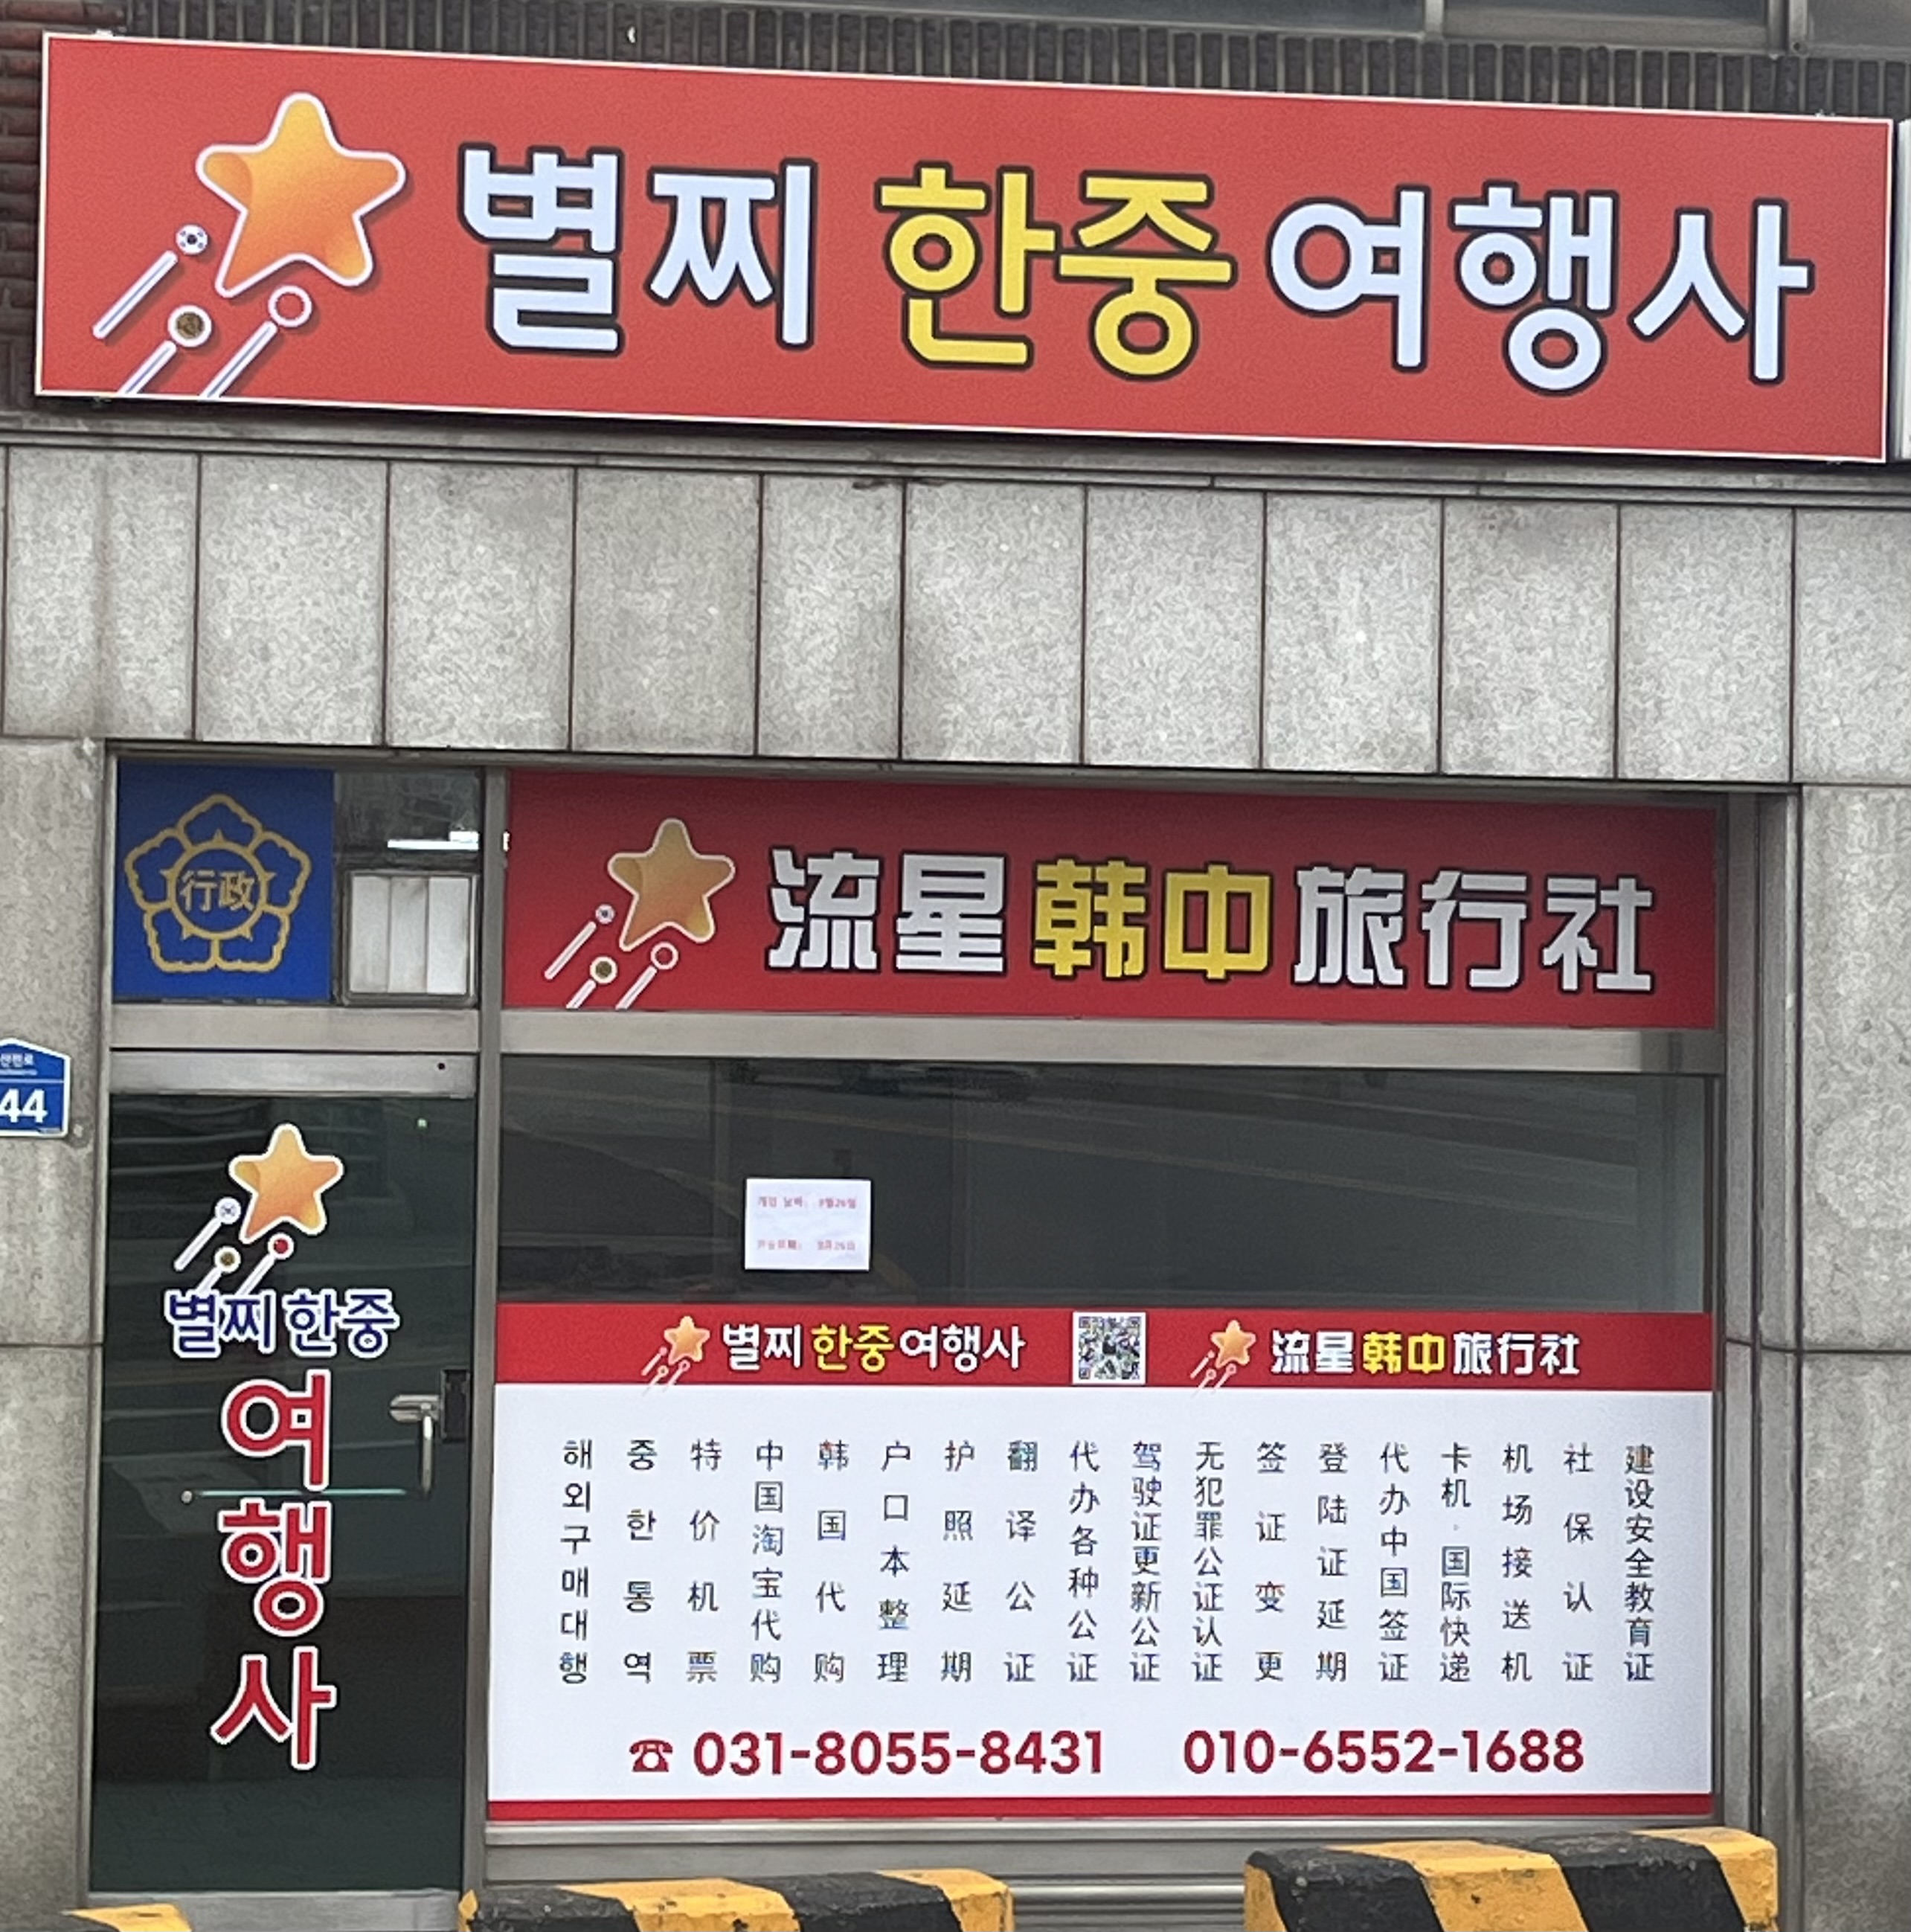 별찌 한중 여행사
行政
流星韩中旅行社
44
별찌 한중
여행사
별찌 한중 여행사
流星韩中旅行社
해외구매대행
중한통역
特价机票
中国淘宝代购
韩国代购
户口本整理
护照延期
翻译公证
代办各种公证
驾驶证更新公证
无犯罪公证认证
签证变更
登陆证延期
代办中国签证
卡机·国际快递
机场接送机
社保认证
建设安全教育证
☎ 031-8055-8431 010-6552-1688